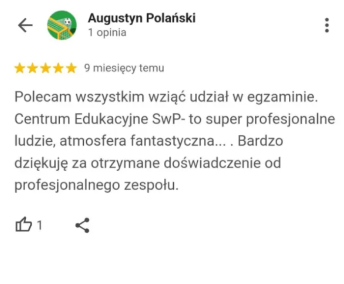 Augustyn Polański
1 opinia
9 miesięcy temu
Polecam wszystkim wziąć udział w egzaminie.
Centrum Edukacyjne SwP- to super profesjonalne
ludzie, atmosfera fantastyczna... . Bardzo
dziękuję za otrzymane doświadczenie od
profesjonalnego zespołu.
1